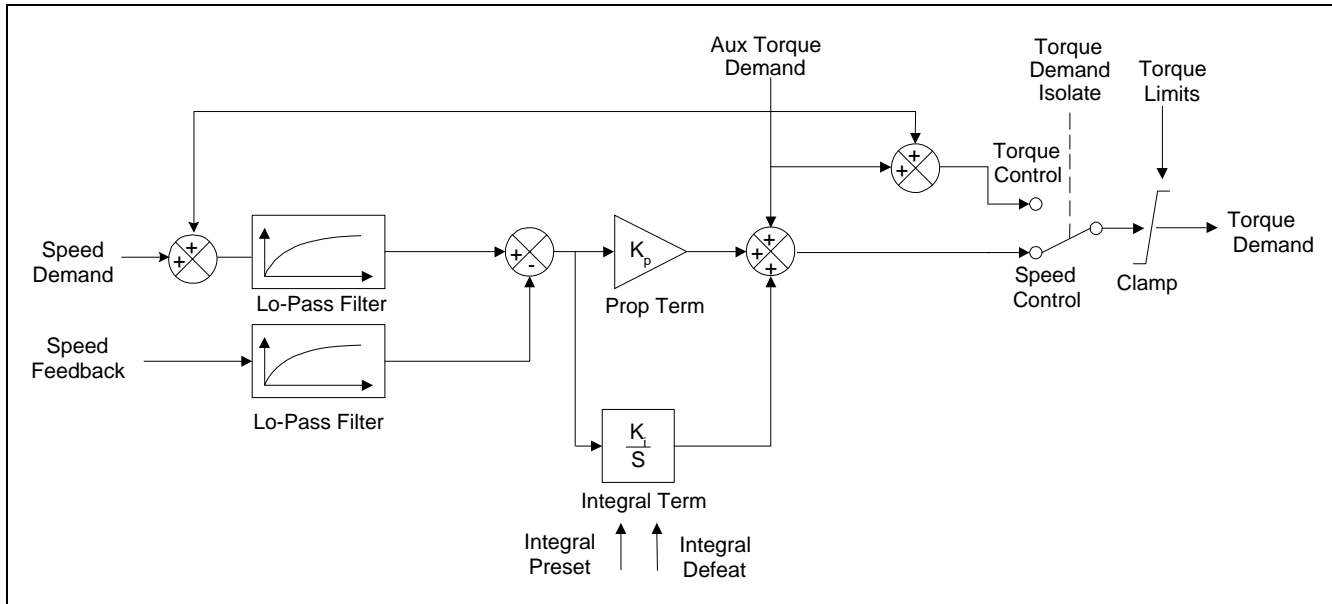 Aux Torque
Demand
Torque
Demand
Isolate
Torque
Limits
Torque
Control
+
+
+
+
Speed
Demand
Lo-Pass Filter
+
-
K
p
Prop Term
+
+
+
Speed
Control
Clamp
Torque
Demand
Speed
Feedback
Lo-Pass Filter
K
i
S
Integral Term
Integral
Preset
Integral
Defeat